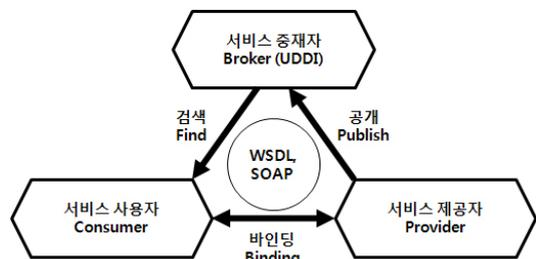 서비스 중재자
Broker (UDDI)
검색
Find
공개
Publish
WSDL,
SOAP
서비스 사용자
Consumer
서비스 제공자
Provider
바인딩
Binding